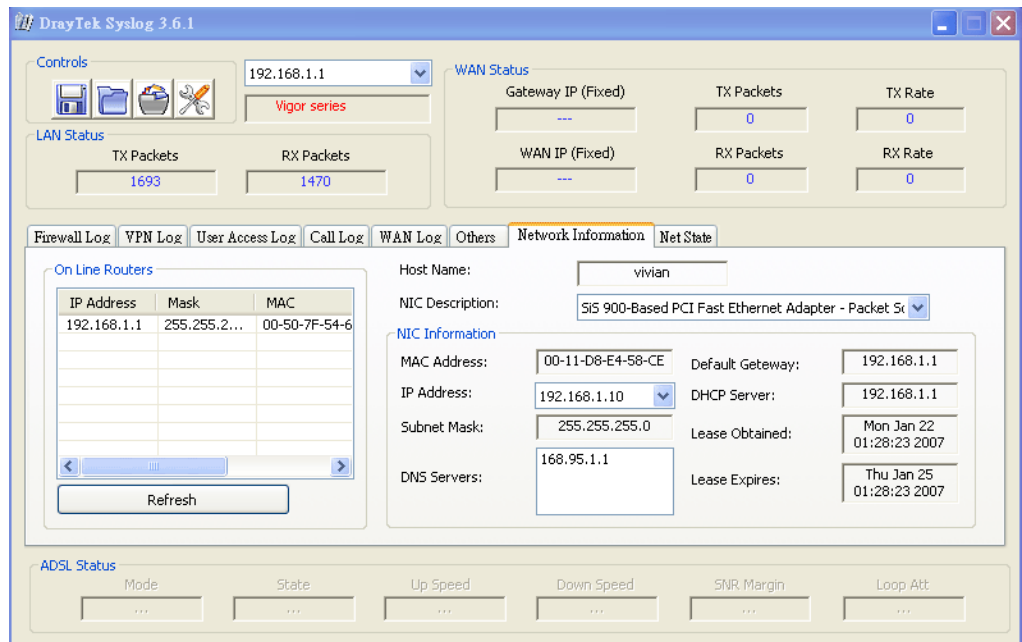 DrayTek Syslog 3.6.1
Controls
192.168.1.1
Vigor series
WAN Status
Gateway IP (Fixed) TX Packets TX Rate
--- 0 0
WAN IP (Fixed) RX Packets RX Rate
--- 0 0
LAN Status
TX Packets RX Packets
1693 1470
Firewall Log VPN Log User Access Log Call Log WAN Log Others Network Information Net State
On Line Routers
IP Address Mask MAC
192.168.1.1 255.255.2... 00-50-7F-54-6
Refresh
Host Name: vivian
NIC Description: SiS 900-Based PCI Fast Ethernet Adapter - Packet Sc
NIC Information
MAC Address: 00-11-D8-E4-58-CE Default Geteway: 192.168.1.1
IP Address: 192.168.1.10 DHCP Server: 192.168.1.1
Subnet Mask: 255.255.255.0 Lease Obtained: Mon Jan 22
01:28:23 2007
DNS Servers: 168.95.1.1 Lease Expires: Thu Jan 25
01:28:23 2007
ADSL Status
Mode State Up Speed Down Speed SNR Margin Loop Att
... ... ... ... ... ...